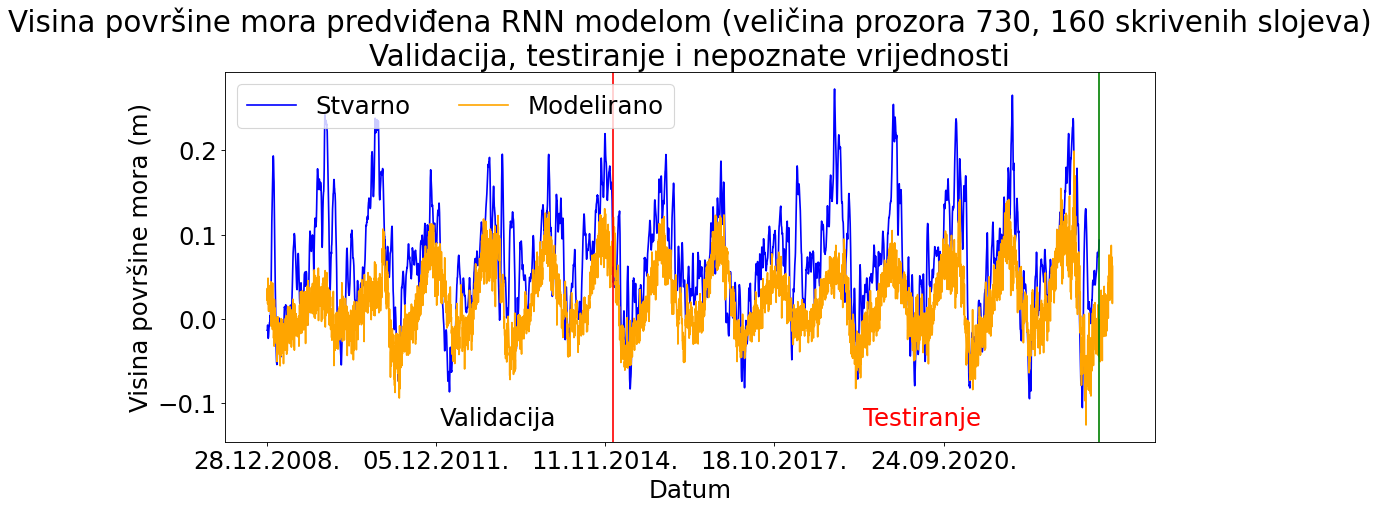 Visina površine mora predviđena RNN modelom (veličina prozora 730, 160 skrivenih slojeva)
Validacija, testiranje i nepoznate vrijednosti
Stvarno
Modelirano
Visina površine mora (m)
0.2
0.1
0.0
−0.1
Validacija
Testiranje
28.12.2008.
05.12.2011.
11.11.2014.
18.10.2017.
24.09.2020.
Datum